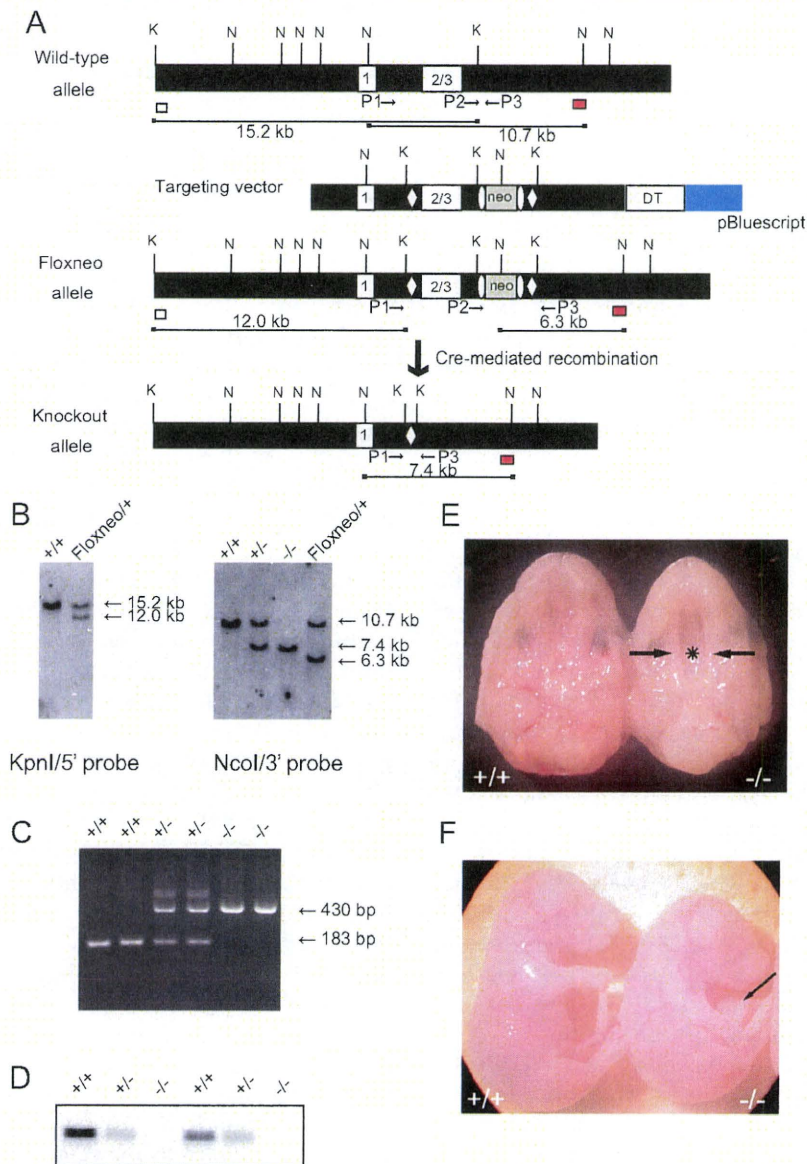 A
K N N N N N K N N
Wild-type
allele
1 2/3
P1→ P2→ ←P3
15.2 kb 10.7 kb
N K K N K
Targeting vector
1 2/3 neo DT
pBluescript
K N N N N N K K N K N N
Floxneo
allele
1 2/3 neo
P1→ P2→ ←P3
12.0 kb 6.3 kb
Cre-mediated recombination
K N N N N N K K N N
Knockout
allele
1
P1→ ←P3
7.4 kb
B
+/+ Floxneo/+
← 15.2 kb
← 12.0 kb
KpnI/5' probe
+/+ +/- -/- Floxneo/+
← 10.7 kb
← 7.4 kb
← 6.3 kb
NcoI/3' probe
C
+/+ +/+ +/- +/- -/- -/-
← 430 bp
← 183 bp
D
+/+ +/- -/- +/+ +/- -/-
E
*
+/+ -/-
F
+/+ -/-